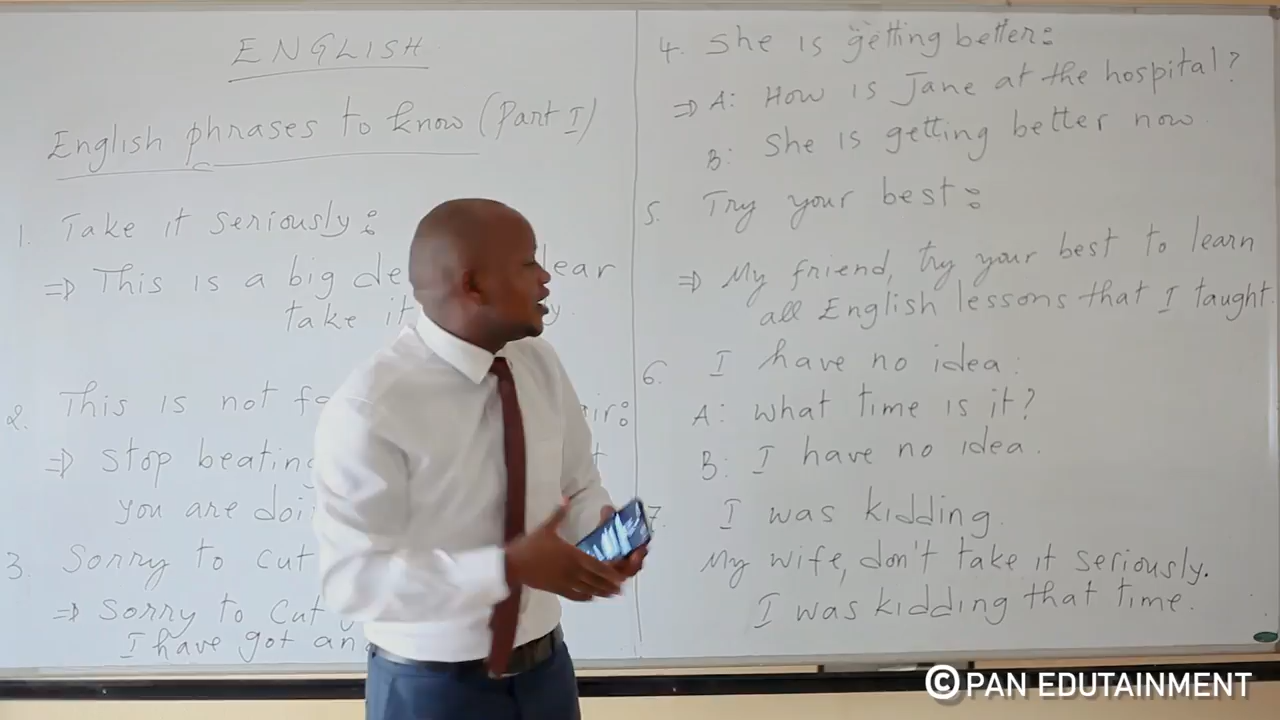 ENGLISH
English phrases to know (Part I)
1. Take it seriously:
⇒ This is a big
take it
2. This is not
⇒ Stop beating
you are
3. Sorry to cut
⇒ Sorry to cut
I have got
4. She is getting better:
⇒ A: How is Jane at the hospital?
B: She is getting better now.
5. Try your best:
⇒ My friend, try your best to learn
all English lessons that I taught.
6. I have no idea:
A: What time is it?
B: I have no idea.
7. I was kidding.
My wife, don't take it seriously.
I was kidding that time.
© PAN EDUTAINMENT